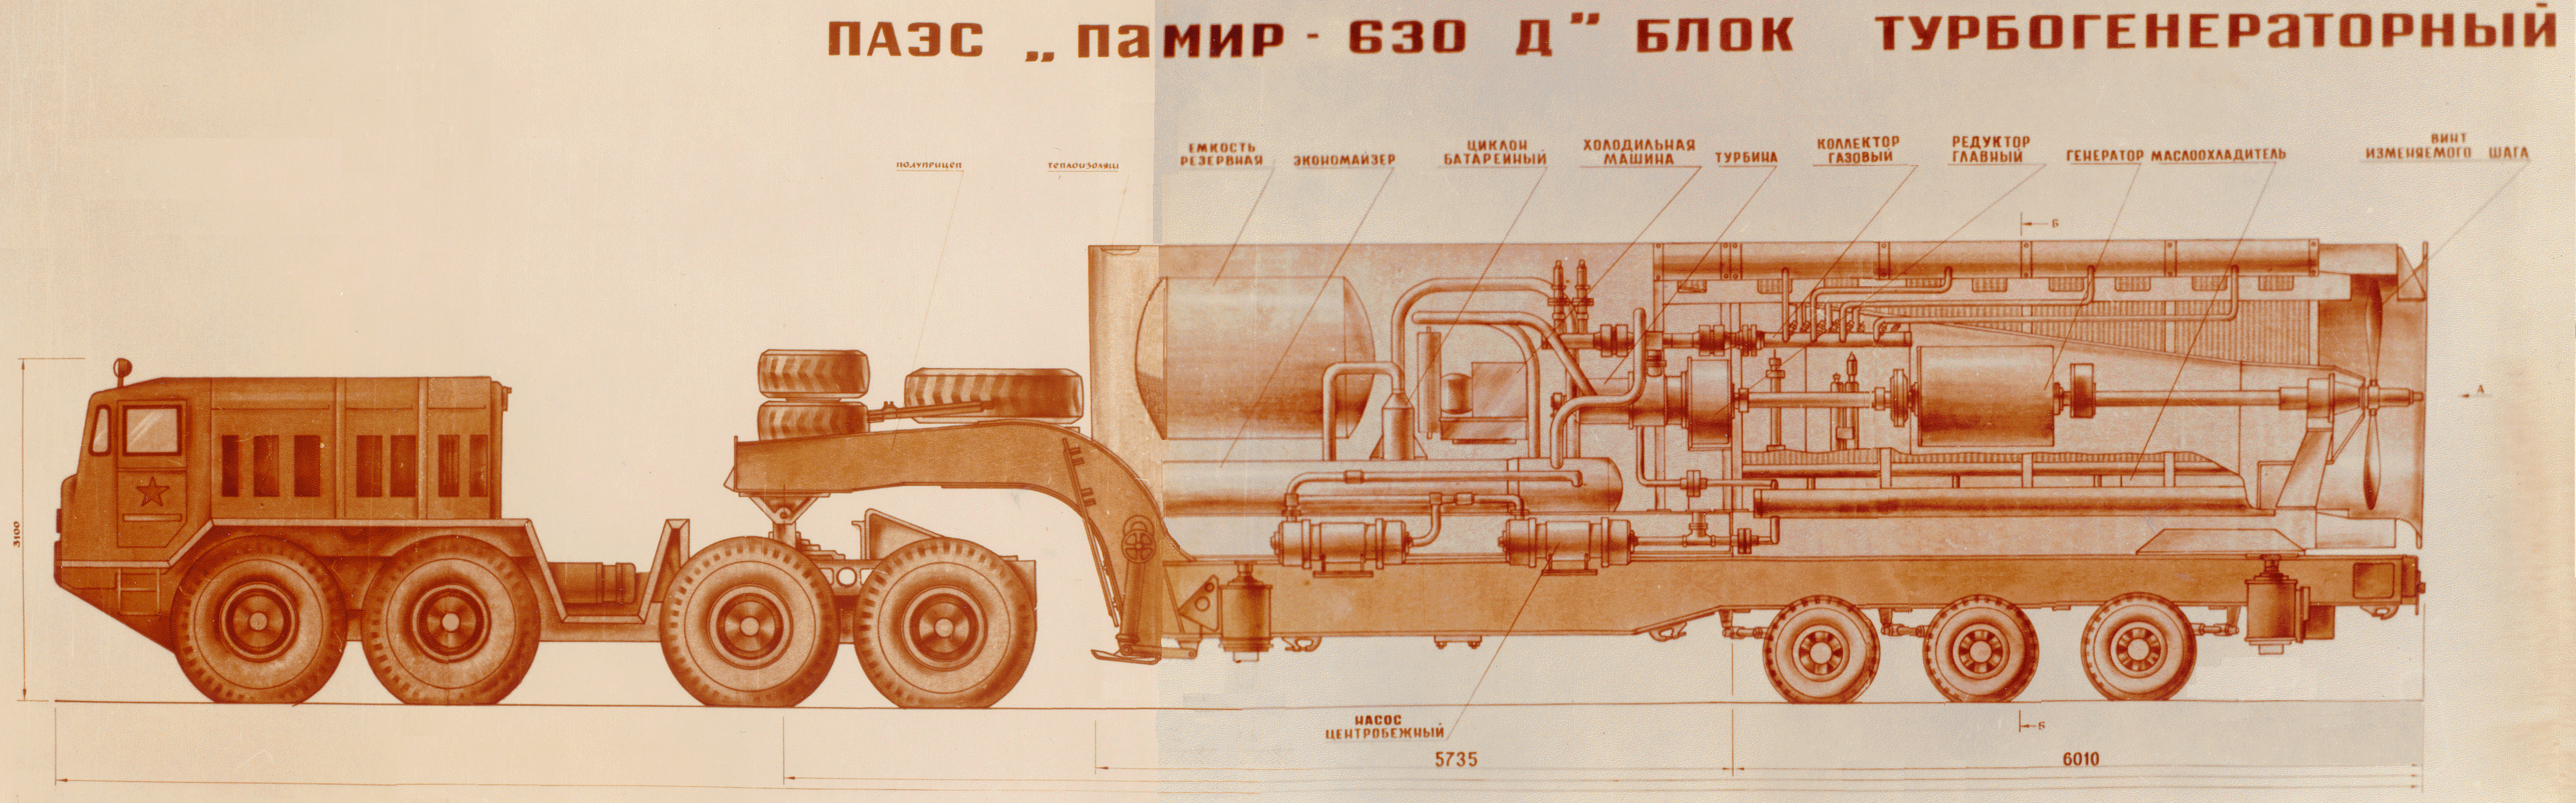 ПАЭС „Памир - 630 Д" БЛОК ТУРБОГЕНЕРАТОРНЫЙ
ПОЛУПРИЦЕП
ТЕПЛОИЗОЛЯЦ
ЕМКОСТЬ
РЕЗЕРВНАЯ
ЭКОНОМАЙЗЕР
ЦИКЛОН
БАТАРЕЙНЫЙ
ХОЛОДИЛЬНАЯ
МАШИНА
ТУРБИНА
КОЛЛЕКТОР
ГАЗОВЫЙ
РЕДУКТОР
ГЛАВНЫЙ
ГЕНЕРАТОР
МАСЛООХЛАДИТЕЛЬ
ВИНТ
ИЗМЕНЯЕМОГО ШАГА
Б
А
3100
Б
НАСОС
ЦЕНТРОБЕЖНЫЙ
5735
6010